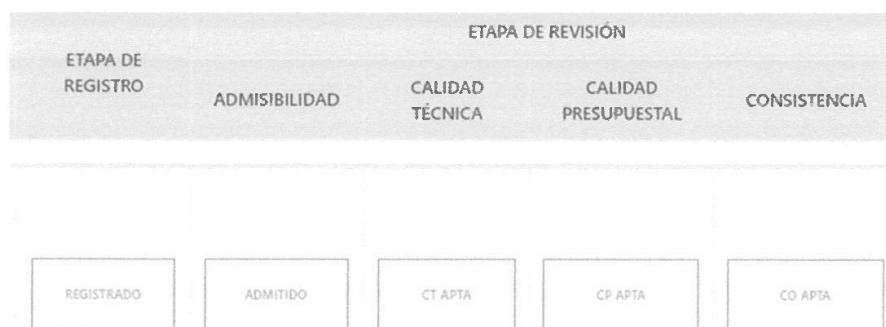 ETAPA DE REVISIÓN
ETAPA DE
REGISTRO
ADMISIBILIDAD
CALIDAD
TÉCNICA
CALIDAD
PRESUPUESTAL
CONSISTENCIA
REGISTRADO
ADMITIDO
CT APTA
CP APTA
CO APTA